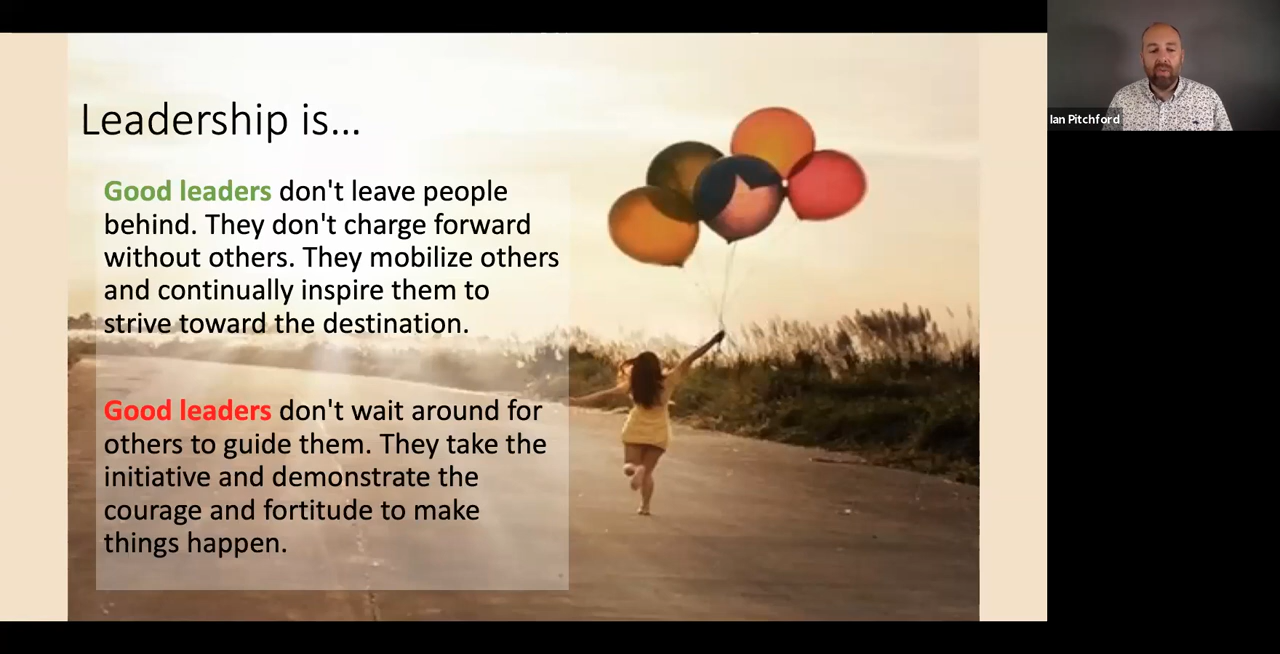 Leadership is...
Good leaders don't leave people
behind. They don't charge forward
without others. They mobilize others
and continually inspire them to
strive toward the destination.
Good leaders don't wait around for
others to guide them. They take the
initiative and demonstrate the
courage and fortitude to make
things happen.
Ian Pitchford